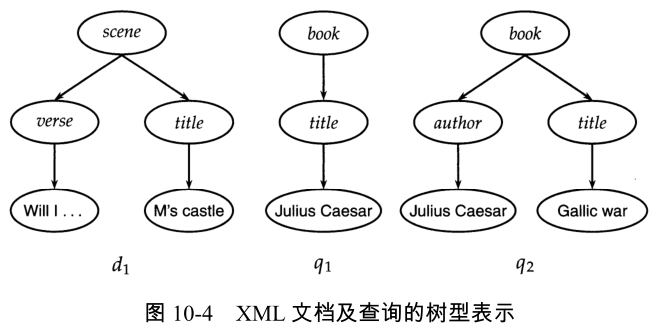 scene book book
verse title title author title
Will I . . . M's castle Julius Caesar Julius Caesar Gallic war
d1 q1 q2
图 10-4 XML 文档及查询的树型表示